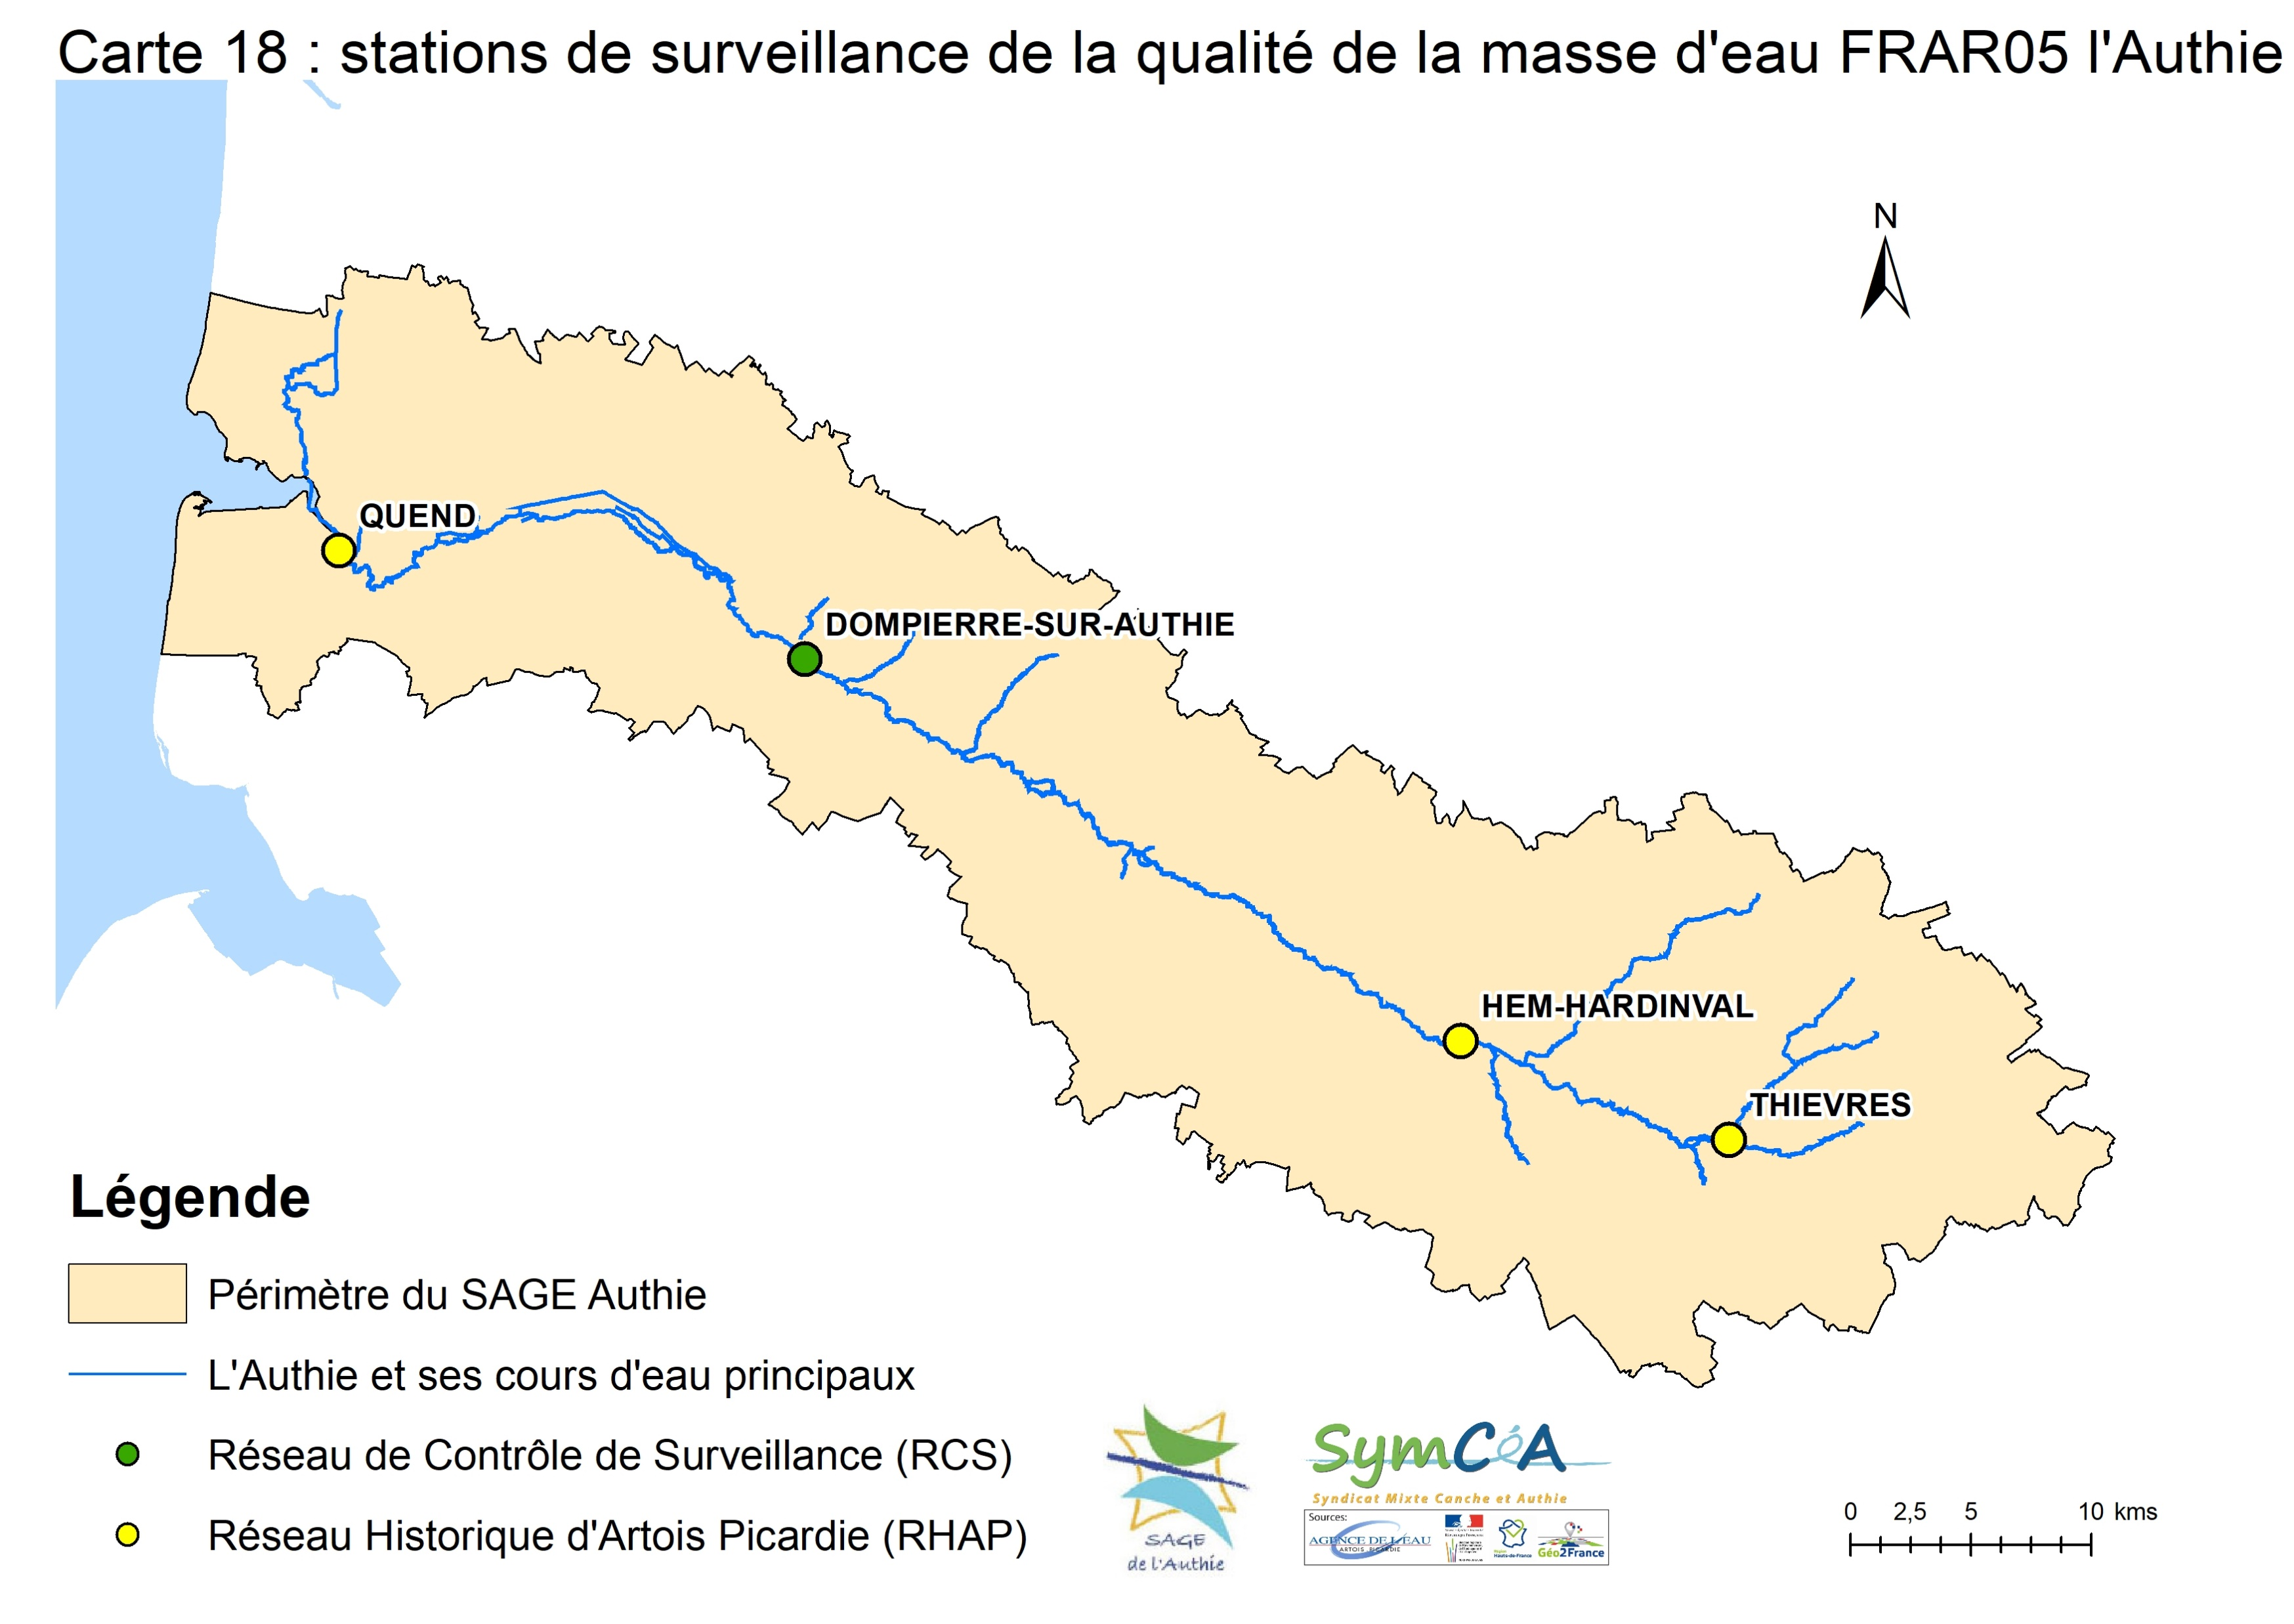 Carte 18 : stations de surveillance de la qualité de la masse d'eau FRAR05 l'Authie
N
QUEND
DOMPIERRE-SUR-AUTHIE
HEM-HARDINVAL
THIEVRES
Légende
Périmètre du SAGE Authie
L'Authie et ses cours d'eau principaux
Réseau de Contrôle de Surveillance (RCS)
Réseau Historique d'Artois Picardie (RHAP)
SAGE
de l'Authie
SymCéA
Syndicat Mixte Canche et Authie
Sources:
AGENCE DE L'EAU
ARTOIS PICARDIE
Hauts-de-France
Géo2France
0 2,5 5 10 kms